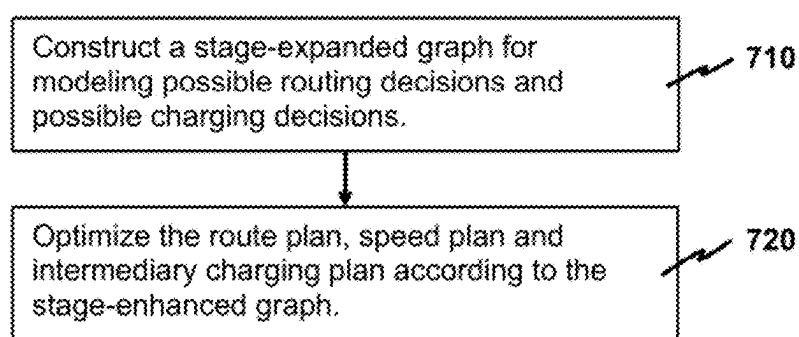 Construct a stage-expanded graph for
modeling possible routing decisions and
possible charging decisions.
710
Optimize the route plan, speed plan and
intermediary charging plan according to the
stage-enhanced graph.
720